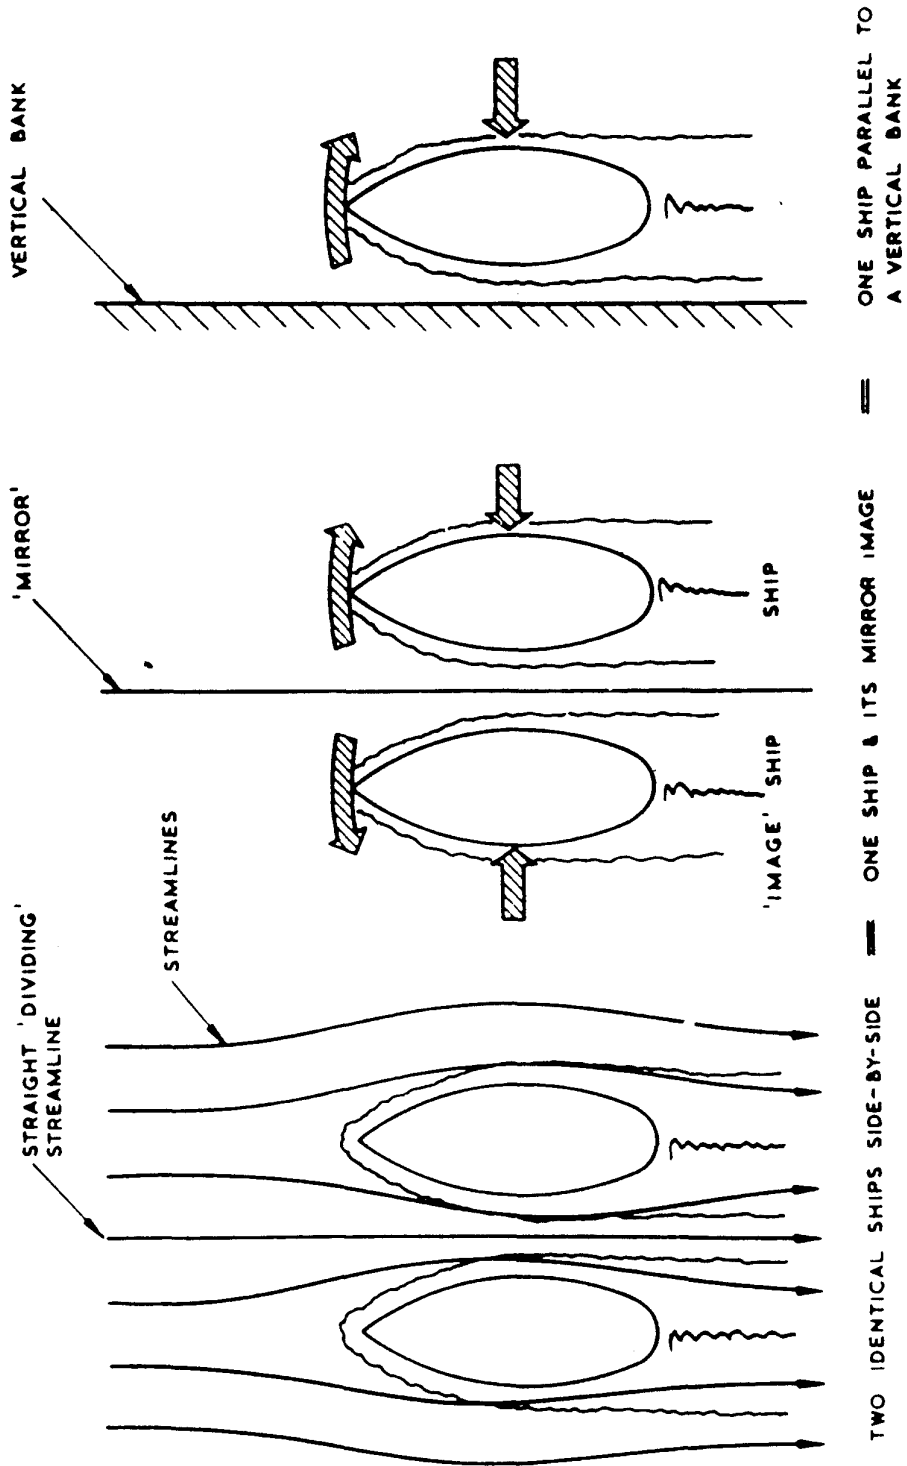 STRAIGHT 'DIVIDING'
STREAMLINE
STREAMLINES
'MIRROR'
VERTICAL BANK
'IMAGE' SHIP
SHIP
TWO IDENTICAL SHIPS SIDE-BY-SIDE = ONE SHIP & ITS MIRROR IMAGE = ONE SHIP PARALLEL TO
A VERTICAL BANK